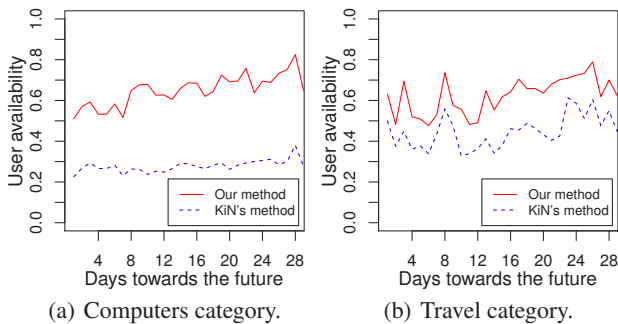 User availability
1.0
0.8
0.6
0.4
0.2
0.0
Our method
KiN's method
4 8 12 16 20 24 28
Days towards the future
(a) Computers category.
User availability
1.0
0.8
0.6
0.4
0.2
0.0
Our method
KiN's method
4 8 12 16 20 24 28
Days towards the future
(b) Travel category.